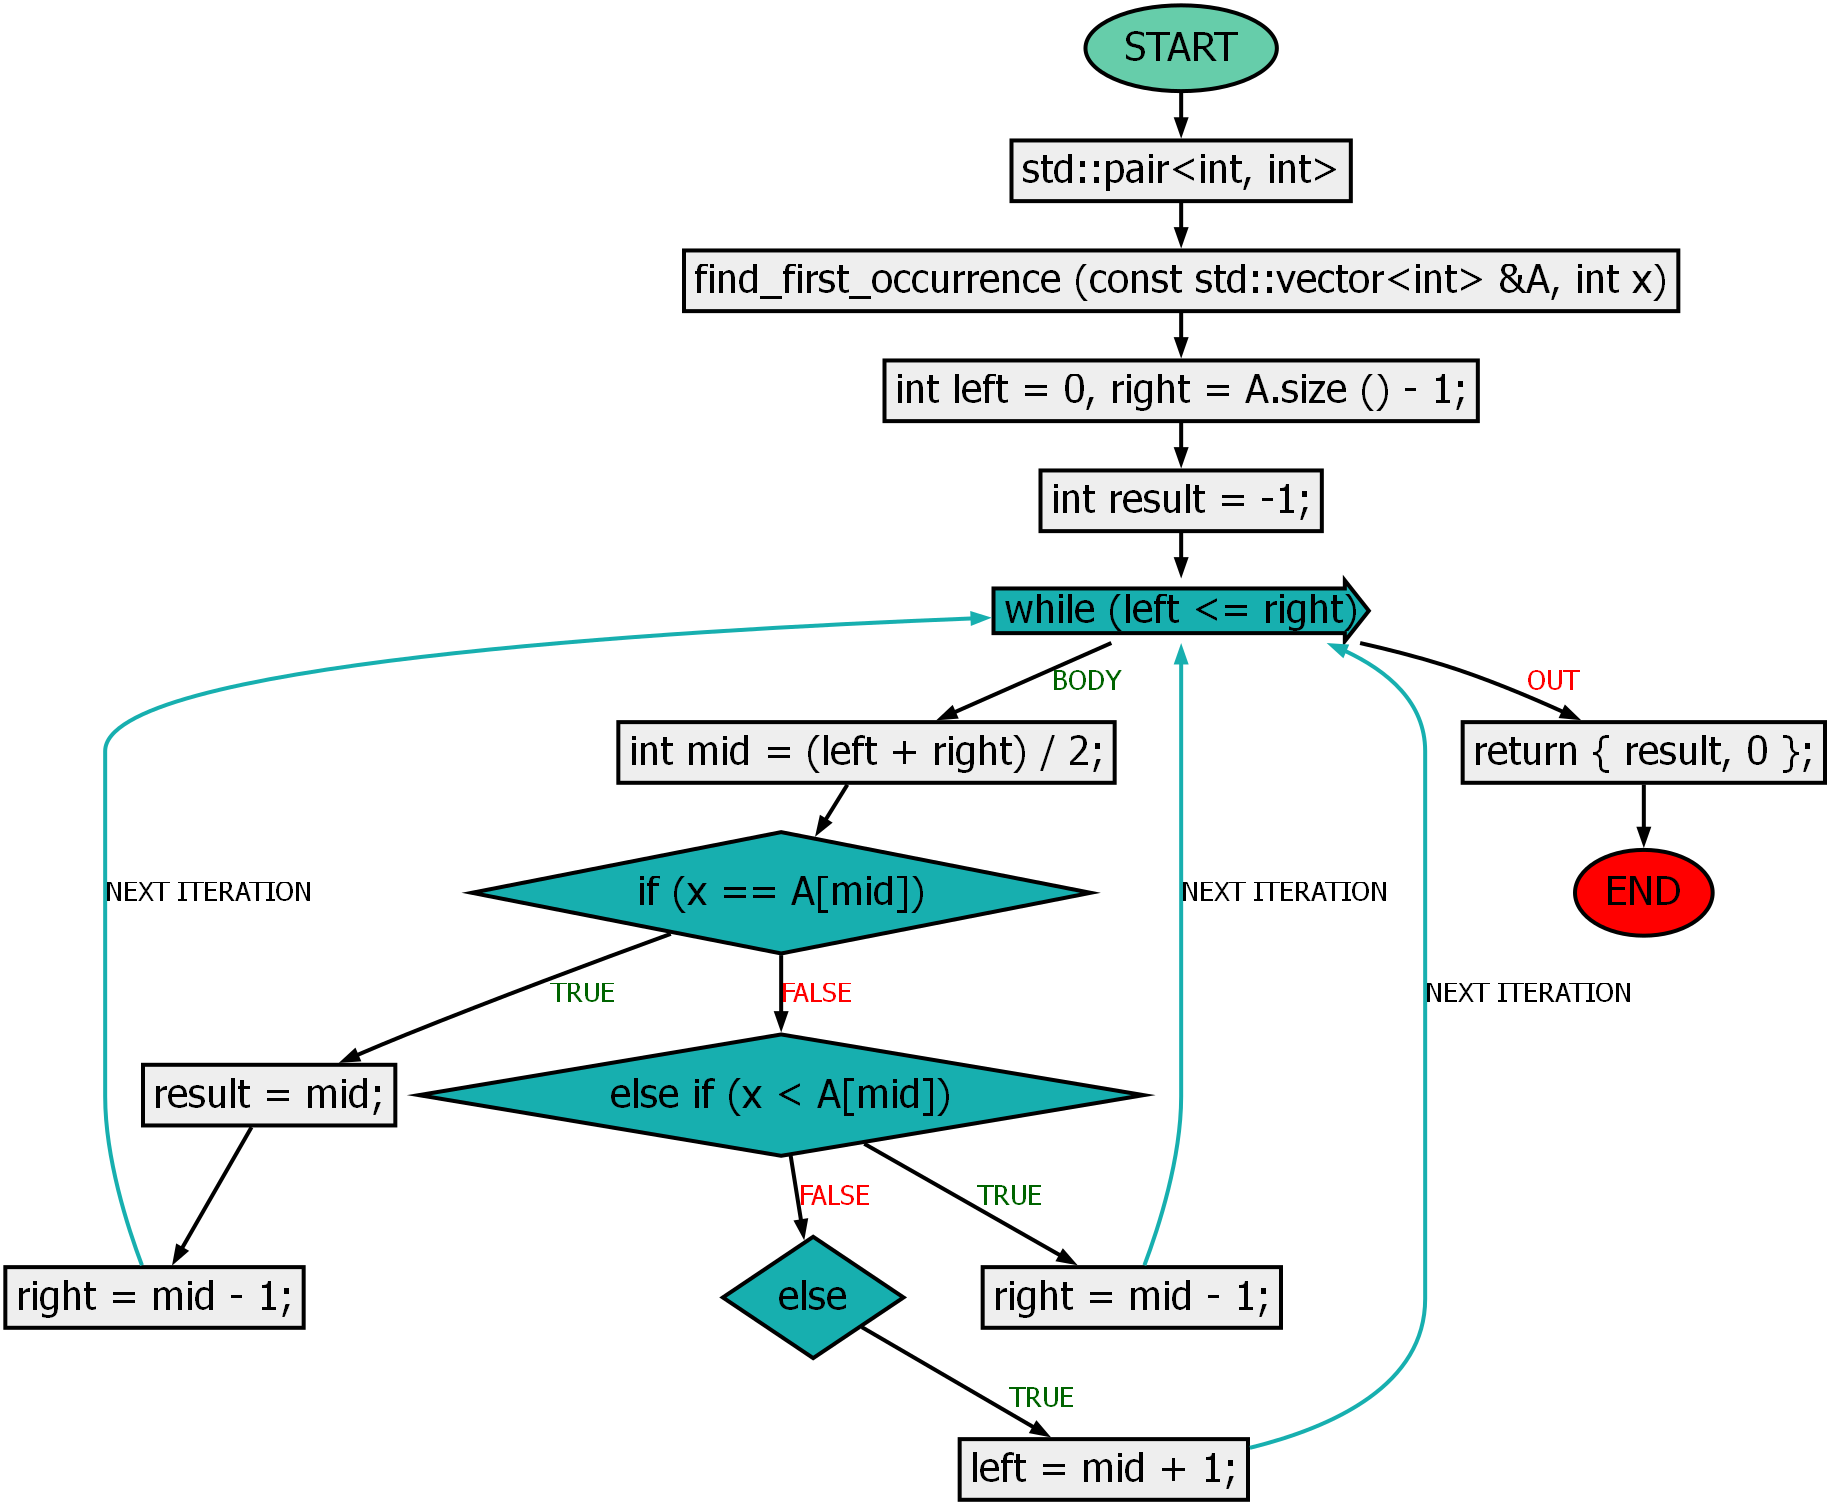 START
std::pair<int, int>
find_first_occurrence (const std::vector<int> &A, int x)
int left = 0, right = A.size () - 1;
int result = -1;
while (left <= right)
BODY
OUT
int mid = (left + right) / 2;
return { result, 0 };
if (x == A[mid])
NEXT ITERATION
NEXT ITERATION
END
TRUE
FALSE
NEXT ITERATION
result = mid;
else if (x < A[mid])
FALSE
TRUE
right = mid - 1;
else
right = mid - 1;
TRUE
left = mid + 1;